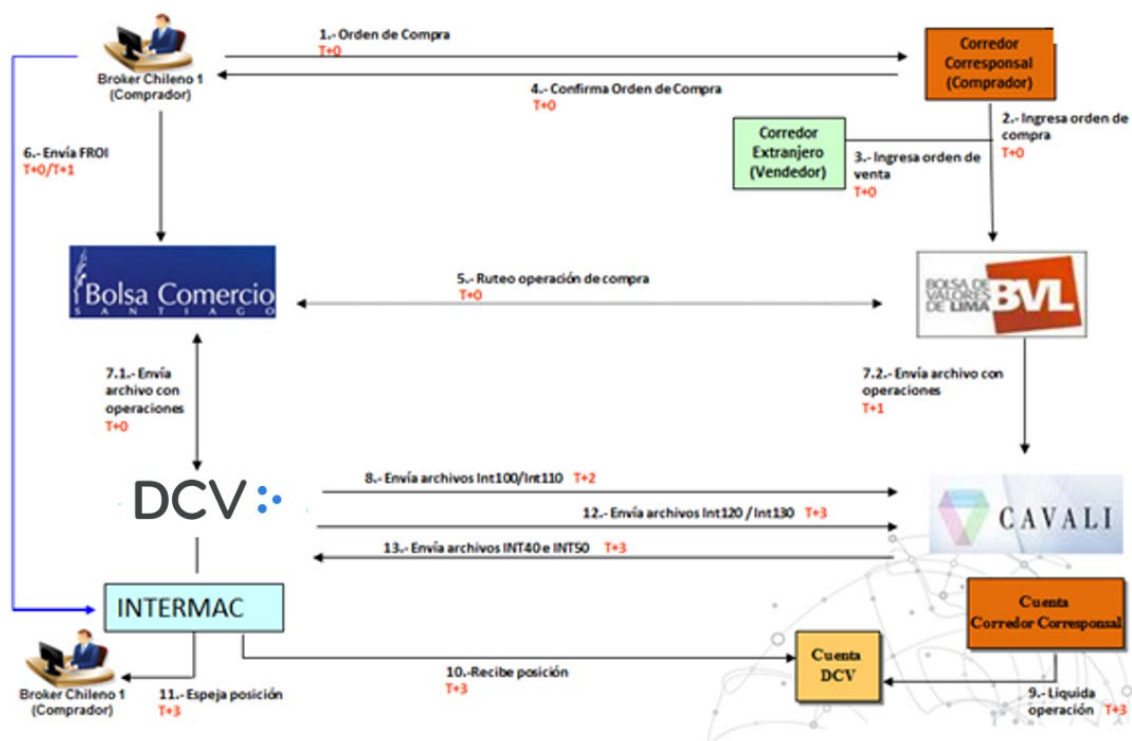 1.- Orden de Compra
T+0
Broker Chileno 1
(Comprador)
4.- Confirma Orden de Compra
T+0
Corredor
Corresponsal
(Comprador)
2.- Ingresa orden de
compra
T+0
Corredor
Extranjero
(Vendedor)
3.- Ingresa orden de
venta
T+0
6.- Envía FROI
T+0/T+1
Bolsa Comercio
SANTIAGO
5.- Ruteo operación de compra
T+0
BOLSA DE
VALORES
DE LIMA
BVL
7.1.- Envía
archivo con
operaciones
T+0
7.2.- Envía archivo con
operaciones
T+1
DCV
8.- Envía archivos Int100/Int110 T+2
12.- Envía archivos Int120 / Int130 T+3
13.- Envía archivos INT40 e INT50 T+3
CAVALI
INTERMAC
Cuenta
Corredor Corresponsal
Broker Chileno 1
(Comprador)
11.- Espeja posición
T+3
10.-Recibe posición
T+3
Cuenta
DCV
9.- Liquida
operación T+3